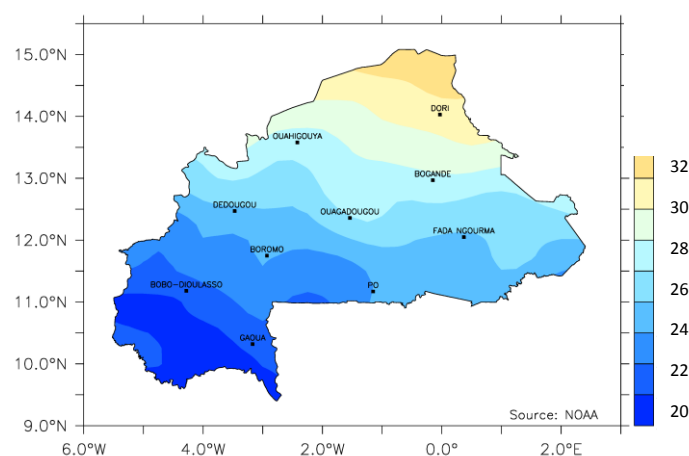 15.0°N
14.0°N
13.0°N
12.0°N
11.0°N
10.0°N
9.0°N
DORI
OUAHIGOUYA
BOGANDE
DEDOUGOU
OUAGADOUGOU
FADA NGOURMA
BOROMO
BOBO-DIOULASSO
PO
GAOUA
Source: NOAA
6.0°W
4.0°W
2.0°W
0.0°
2.0°E
32
30
28
26
24
22
20